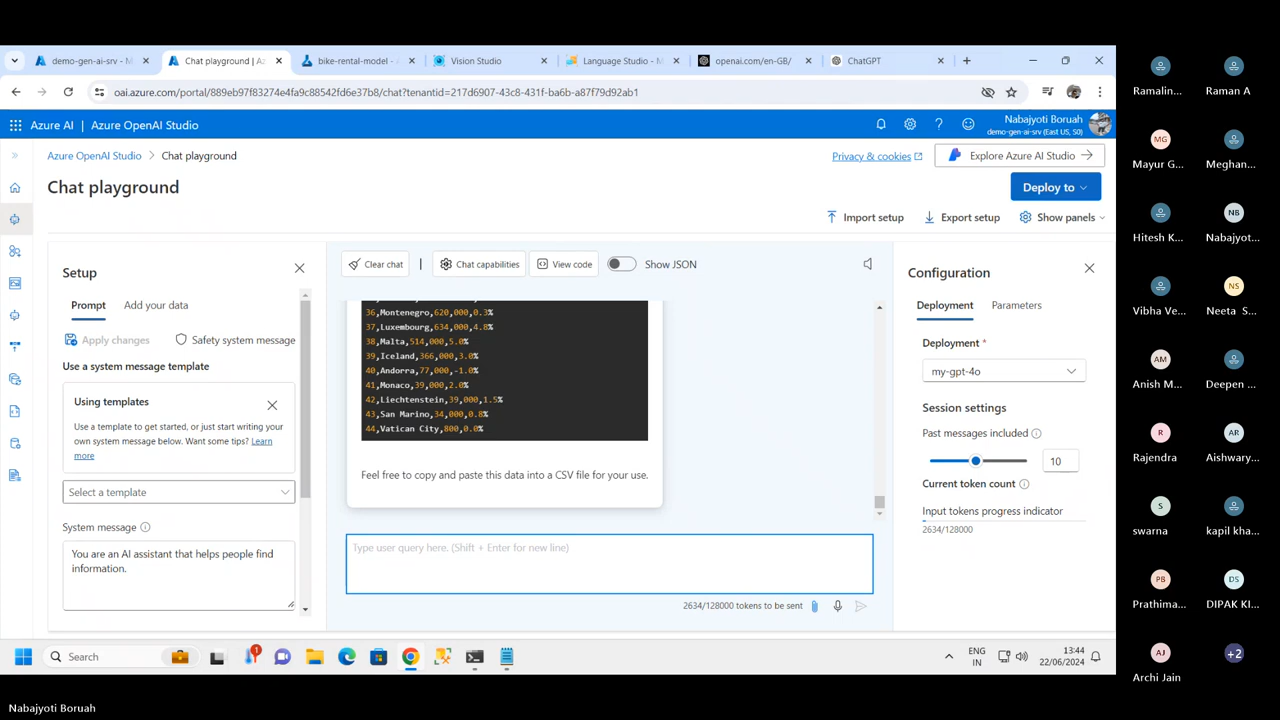 demo-gen-ai-srv - M
Chat playground | Az
bike-rental-model - A
Vision Studio
Language Studio - M
openai.com/en-GB/
ChatGPT
oai.azure.com/portal/889eb97f83274e4fa9c88542fd6e37b8/chat?tenantid=217d6907-43c8-431f-ba6b-a87f79d92ab1
Azure AI | Azure OpenAI Studio
Nabajyoti Boruah
demo-gen-ai-srv (East US, S0)
Azure OpenAI Studio > Chat playground
Privacy & cookies
Explore Azure AI Studio
Chat playground
Deploy to
Import setup
Export setup
Show panels
Setup
Prompt
Add your data
Apply changes
Safety system message
Use a system message template
Using templates
Use a template to get started, or just start writing your
own system message below. Want some tips? Learn
more
Select a template
System message
You are an AI assistant that helps people find
information.
Clear chat
Chat capabilities
View code
Show JSON
36,Montenegro,620,000,0.3%
37,Luxembourg,634,000,4.8%
38,Malta,514,000,5.0%
39,Iceland,366,000,3.0%
40,Andorra,77,000,-1.0%
41,Monaco,39,000,2.0%
42,Liechtenstein,39,000,1.5%
43,San Marino,34,000,0.8%
44,Vatican City,800,0.0%
Feel free to copy and paste this data into a CSV file for your use.
Type user query here. (Shift + Enter for new line)
2634/128000 tokens to be sent
Configuration
Deployment
Parameters
Deployment *
my-gpt-4o
Session settings
Past messages included
10
Current token count
Input tokens progress indicator
2634/128000
Search
1
ENG
IN
13:44
22/06/2024
Nabajyoti Boruah
Ramalin...
Raman A
MG
Mayur G...
Meghan...
Hitesh K...
NB
Nabajyot...
Vibha Ve...
NS
Neeta S...
AM
Anish M...
Deepen ...
R
Rajendra
AR
Aishwary...
S
swarna
kapil kha...
PB
Prathima...
DS
DIPAK KI...
AJ
Archi Jain
+2